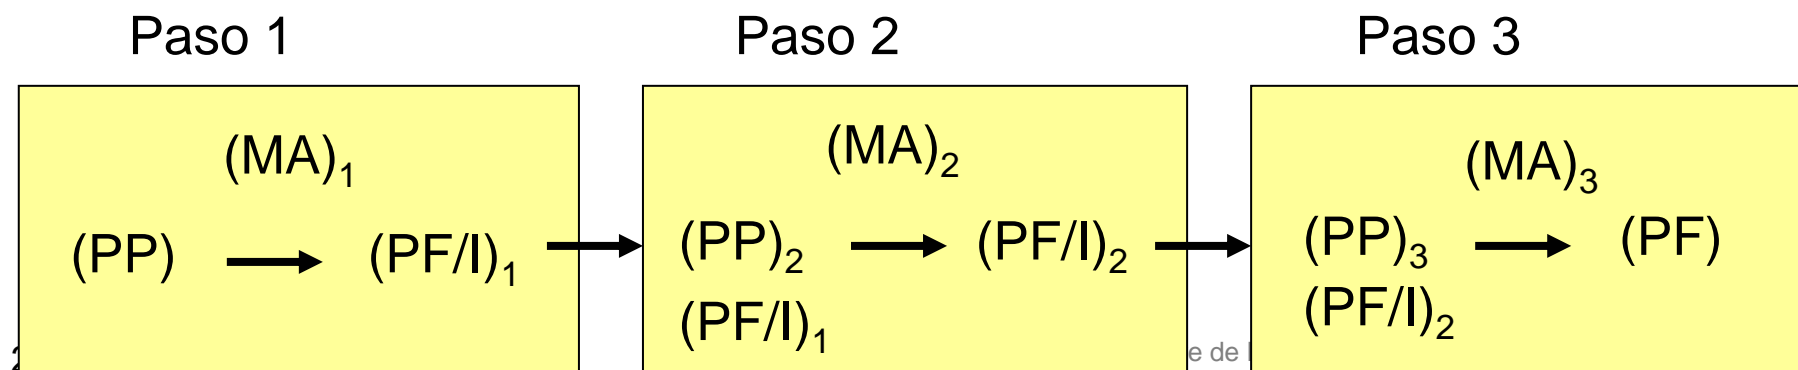 Paso 1
(MA)₁
(PP) (PF/I)₁
Paso 2
(MA)₂
(PP)₂ (PF/I)₂
(PF/I)₁
Paso 3
(MA)₃
(PP)₃ (PF)
(PF/I)₂
e de